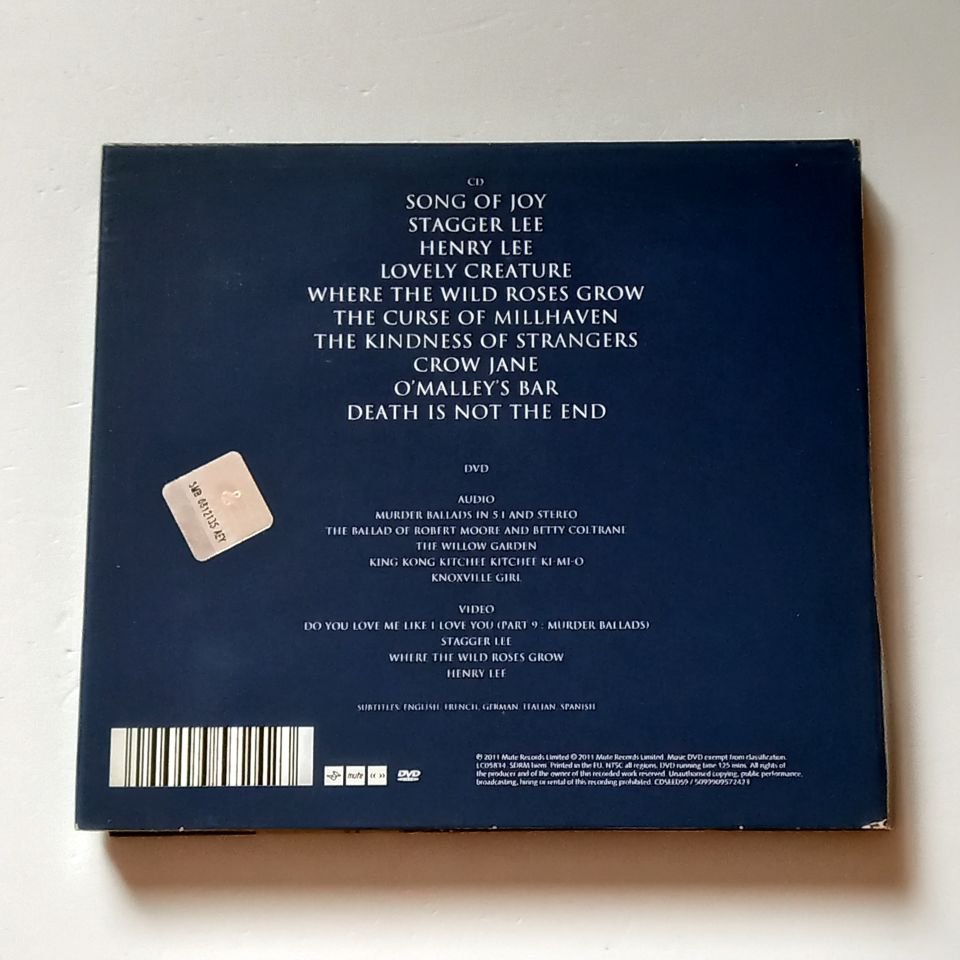 CD
SONG OF JOY
STAGGER LEE
HENRY LEE
LOVELY CREATURE
WHERE THE WILD ROSES GROW
THE CURSE OF MILLHAVEN
THE KINDNESS OF STRANGERS
CROW JANE
O'MALLEY'S BAR
DEATH IS NOT THE END
DVD
AUDIO
MURDER BALLADS IN 5.1 AND STEREO
THE BALLAD OF ROBERT MOORE AND BETTY COLTRANE
THE WILLOW GARDEN
KING KONG KITCHEE KITCHEE KI-MI-O
KNOXVILLE GIRL
VIDEO
DO YOU LOVE ME LIKE I LOVE YOU (PART 9 : MURDER BALLADS)
STAGGER LEE
WHERE THE WILD ROSES GROW
HENRY LEE
SUBTITLES: ENGLISH, FRENCH, GERMAN, ITALIAN, SPANISH
SWB 0812135 AEY
mute
DVD
℗ 2011 Mute Records Limited © 2011 Mute Records Limited. Music DVD exempt from classification.
LC05834. Printed in the EU. NTSC all regions. DVD running time 125 mins. All rights of
the producer and of the owner of the recorded work reserved. Unauthorised copying, public performance,
broadcasting, hiring or rental of this recording prohibited. CDSEED59 / 5099909572423